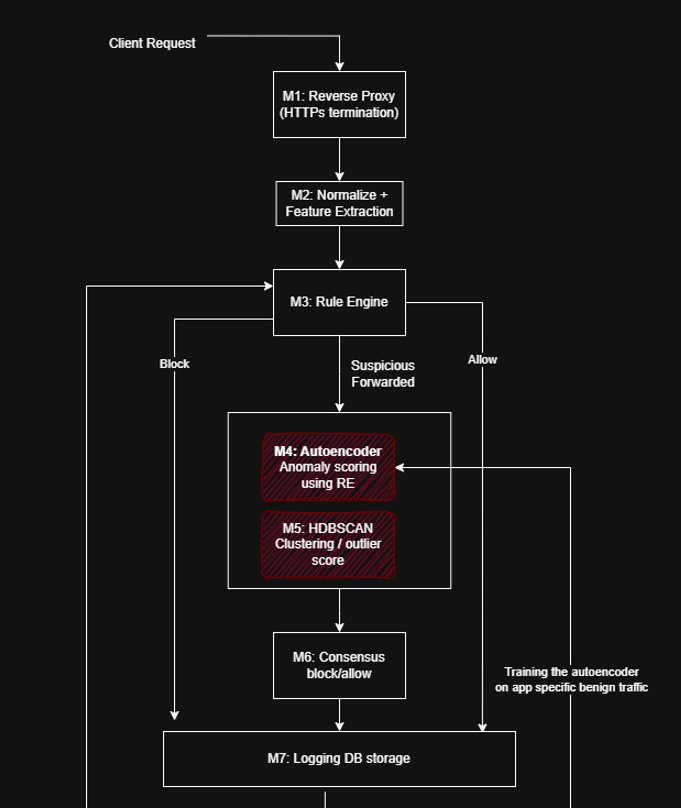 Client Request
M1: Reverse Proxy
(HTTPs termination)
M2: Normalize +
Feature Extraction
M3: Rule Engine
Block
Suspicious
Forwarded
Allow
M4: Autoencoder
Anomaly scoring
using RE
M5: HDBSCAN
Clustering / outlier
score
M6: Consensus
block/allow
Training the autoencoder
on app specific benign traffic
M7: Logging DB storage